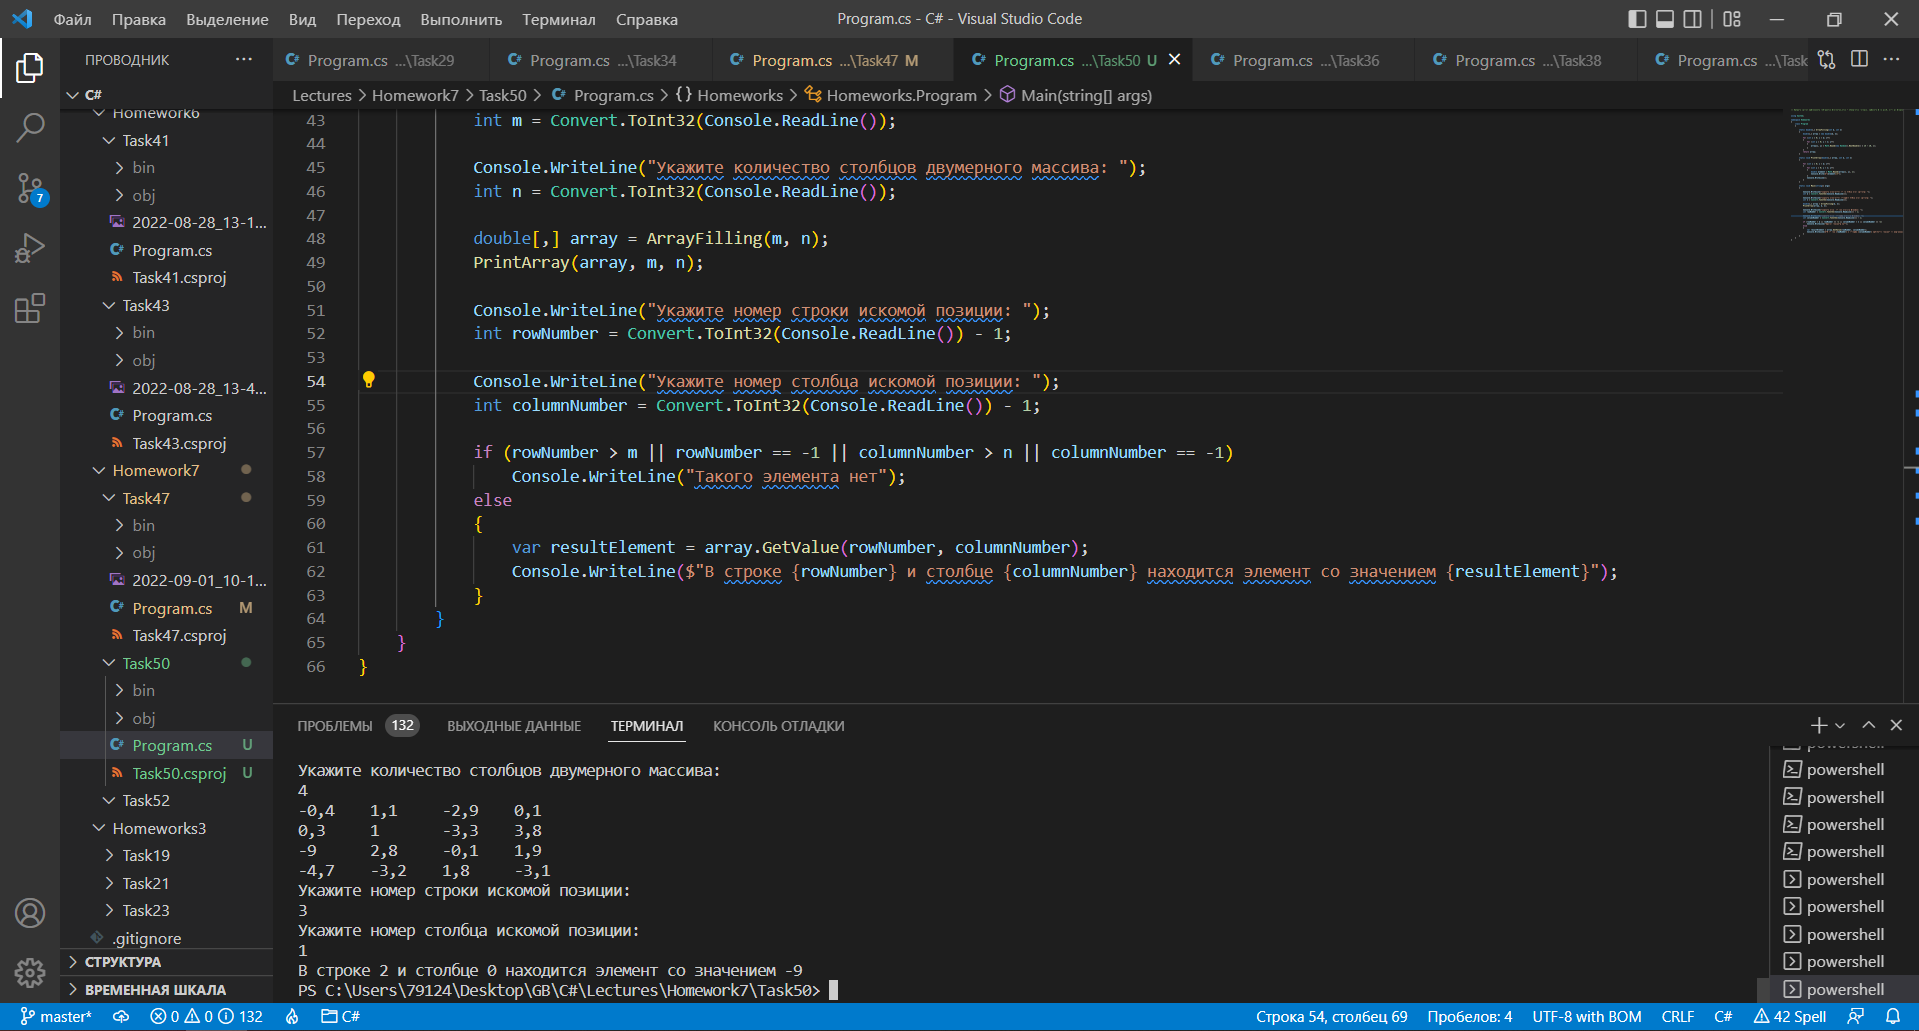 Файл Правка Выделение Вид Переход Выполнить Терминал Справка
Program.cs - C# - Visual Studio Code
ПРОВОДНИК ···
Program.cs ...\Task29
Program.cs ...\Task34
Program.cs ...\Task47 M
Program.cs ...\Task50 U
Program.cs ...\Task36
Program.cs ...\Task38
Program.cs ...\Task
Lectures > Homework7 > Task50 > Program.cs > {} Homeworks > Homeworks.Program > Main(string[] args)
C#
Homework6
Task41
bin
obj
2022-08-28_13-1...
Program.cs
Task41.csproj
Task43
bin
obj
2022-08-28_13-4...
Program.cs
Task43.csproj
Homework7
Task47
bin
obj
2022-09-01_10-1...
Program.cs M
Task47.csproj
Task50
bin
obj
Program.cs U
Task50.csproj U
Task52
Homeworks3
Task19
Task21
Task23
.gitignore
СТРУКТУРА
ВРЕМЕННАЯ ШКАЛА
7
43 int m = Convert.ToInt32(Console.ReadLine());
44
45 Console.WriteLine("Укажите количество столбцов двумерного массива: ");
46 int n = Convert.ToInt32(Console.ReadLine());
47
48 double[,] array = ArrayFilling(m, n);
49 PrintArray(array, m, n);
50
51 Console.WriteLine("Укажите номер строки искомой позиции: ");
52 int rowNumber = Convert.ToInt32(Console.ReadLine()) - 1;
53
54 Console.WriteLine("Укажите номер столбца искомой позиции: ");
55 int columnNumber = Convert.ToInt32(Console.ReadLine()) - 1;
56
57 if (rowNumber > m || rowNumber == -1 || columnNumber > n || columnNumber == -1)
58 Console.WriteLine("Такого элемента нет");
59 else
60 {
61 var resultElement = array.GetValue(rowNumber, columnNumber);
62 Console.WriteLine($"В строке {rowNumber} и столбце {columnNumber} находится элемент со значением {resultElement}");
63 }
64 }
65 }
66 }
ПРОБЛЕМЫ 132 ВЫХОДНЫЕ ДАННЫЕ ТЕРМИНАЛ КОНСОЛЬ ОТЛАДКИ
Укажите количество столбцов двумерного массива:
4
-0,4 1,1 -2,9 0,1
0,3 1 -3,3 3,8
-9 2,8 -0,1 1,9
-4,7 -3,2 1,8 -3,1
Укажите номер строки искомой позиции:
3
Укажите номер столбца искомой позиции:
1
В строке 2 и столбце 0 находится элемент со значением -9
PS C:\Users\79124\Desktop\GB\C#\Lectures\Homework7\Task50>
powershell
powershell
powershell
powershell
powershell
powershell
powershell
powershell
powershell
powershell
master* 0 0 132 C# Строка 54, столбец 69 Пробелов: 4 UTF-8 with BOM CRLF C# 42 Spell